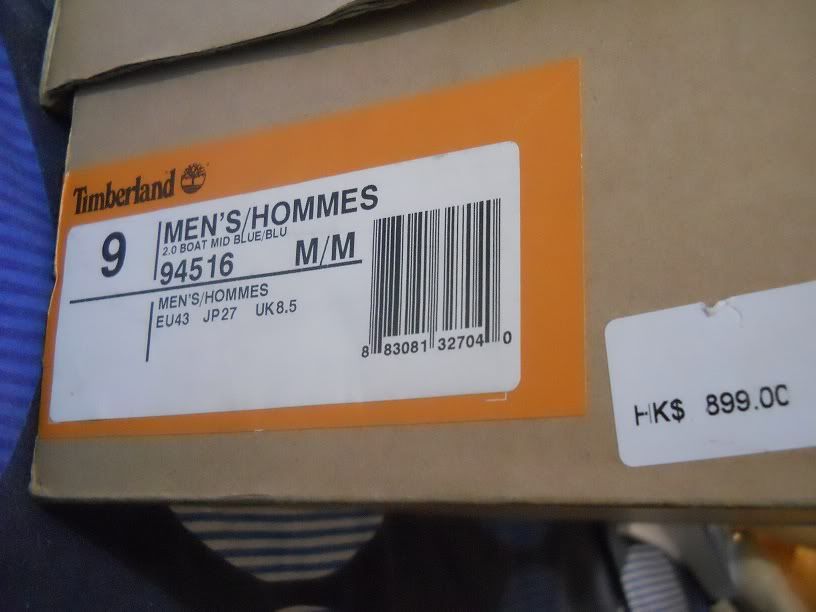 Timberland
9
MEN'S/HOMMES
2.0 BOAT MID BLUE/BLU
94516 M/M
MEN'S/HOMMES
EU43 JP27 UK8.5
8 83081 32704 0
HK$ 899.00